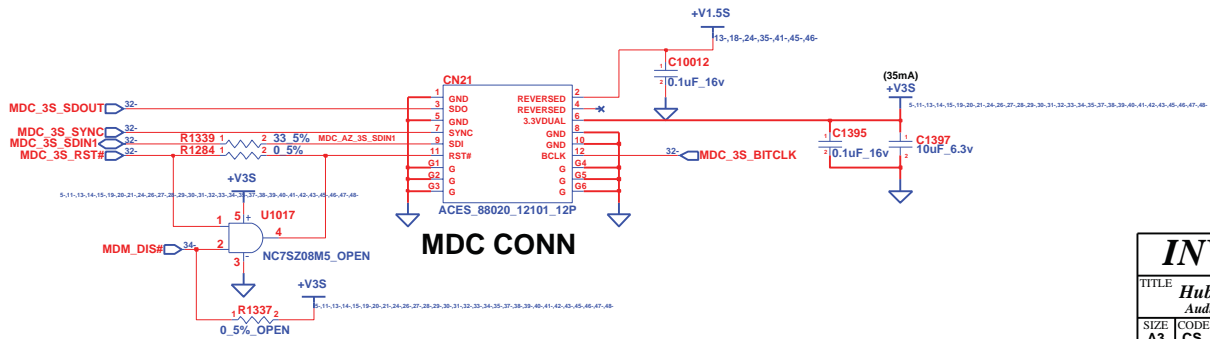 +V1.5S
13-,18-,24-,35-,41-,45-,46-
C10012
1
2
0.1uF_16v
(35mA)
+V3S
5-,11-,13-,14-,15-,19-,20-,21-,24-,26-,27-,28-,29-,30-,31-,32-,33-,34-,35-,37-,38-,39-,40-,41-,42-,43-,45-,46-,47-,48-
CN21
1 GND REVERSED 2
MDC_3S_SDOUT 32- 3 SDO REVERSED 4
5 GND 3.3VDUAL 6
MDC_3S_SYNC 32- 7 SYNC GND 8
MDC_3S_SDIN1 32- R1339 1 2 33_5% MDC_AZ_3S_SDIN1 9 SDI GND 10
MDC_3S_RST# 32- R1284 1 2 0_5% 11 RST# BCLK 12 32- MDC_3S_BITCLK
G1 G G G4
G2 G G G5
G3 G G G6
ACES_88020_12101_12P
MDC CONN
C1395
1
2
0.1uF_16v
C1397
1
2
10uF_6.3v
+V3S
5-,11-,13-,14-,15-,19-,20-,21-,24-,26-,27-,28-,29-,30-,31-,32-,33-,34-,35-,37-,38-,39-,40-,41-,42-,43-,45-,46-,47-,48-
5 +
U1017
1
4
MDM_DIS# 34- 2
3 -
NC7SZ08M5_OPEN
+V3S
5-,11-,13-,14-,15-,19-,20-,21-,24-,26-,27-,28-,29-,30-,31-,32-,33-,34-,35-,37-,38-,39-,40-,41-,42-,43-,45-,46-,47-,48-
1 R1337 2
0_5%_OPEN
TITLE
SIZE CODE
A3 CS